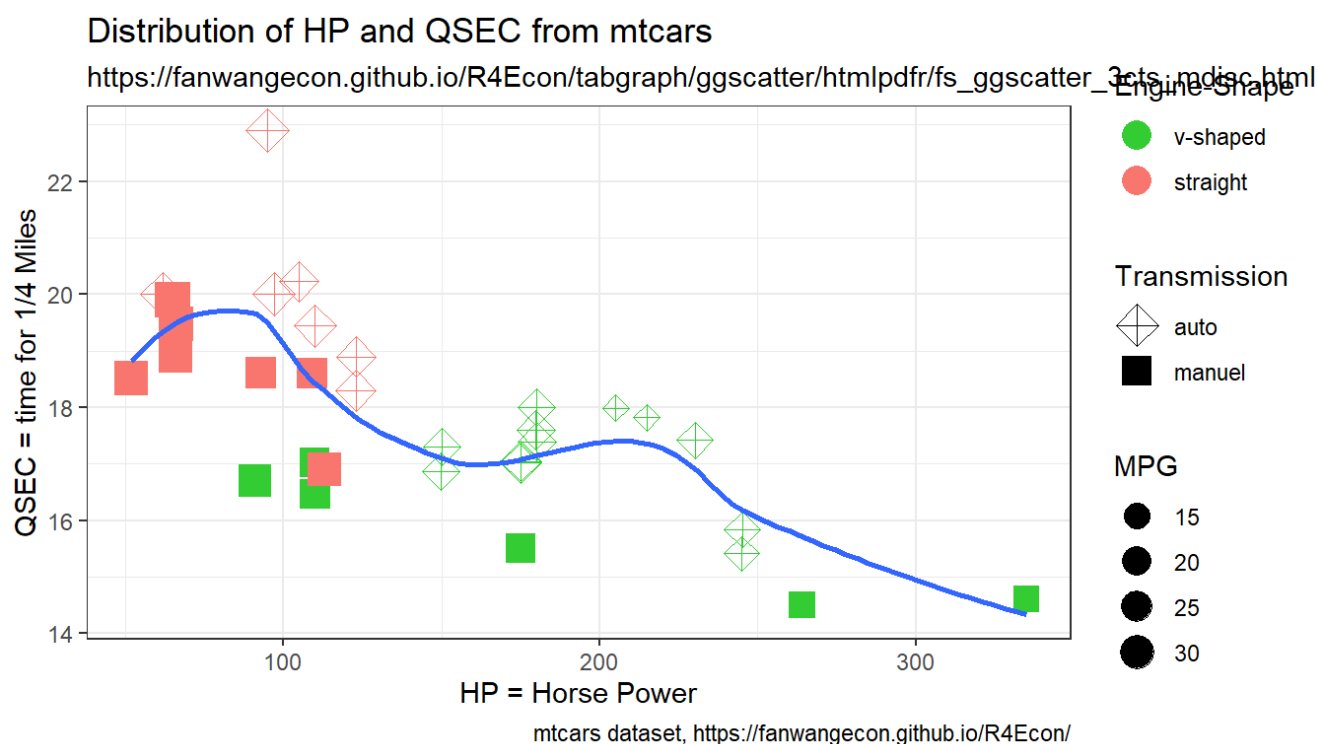 Distribution of HP and QSEC from mtcars
https://fanwangecon.github.io/R4Econ/tabgraph/ggscatter/htmlpdfr/fs_ggscatter_3cts_mdisc.html
Engine-Shape
v-shaped
straight
Transmission
auto
manuel
MPG
15
20
25
30
QSEC = time for 1/4 Miles
22
20
18
16
14
100 200 300
HP = Horse Power
mtcars dataset, https://fanwangecon.github.io/R4Econ/